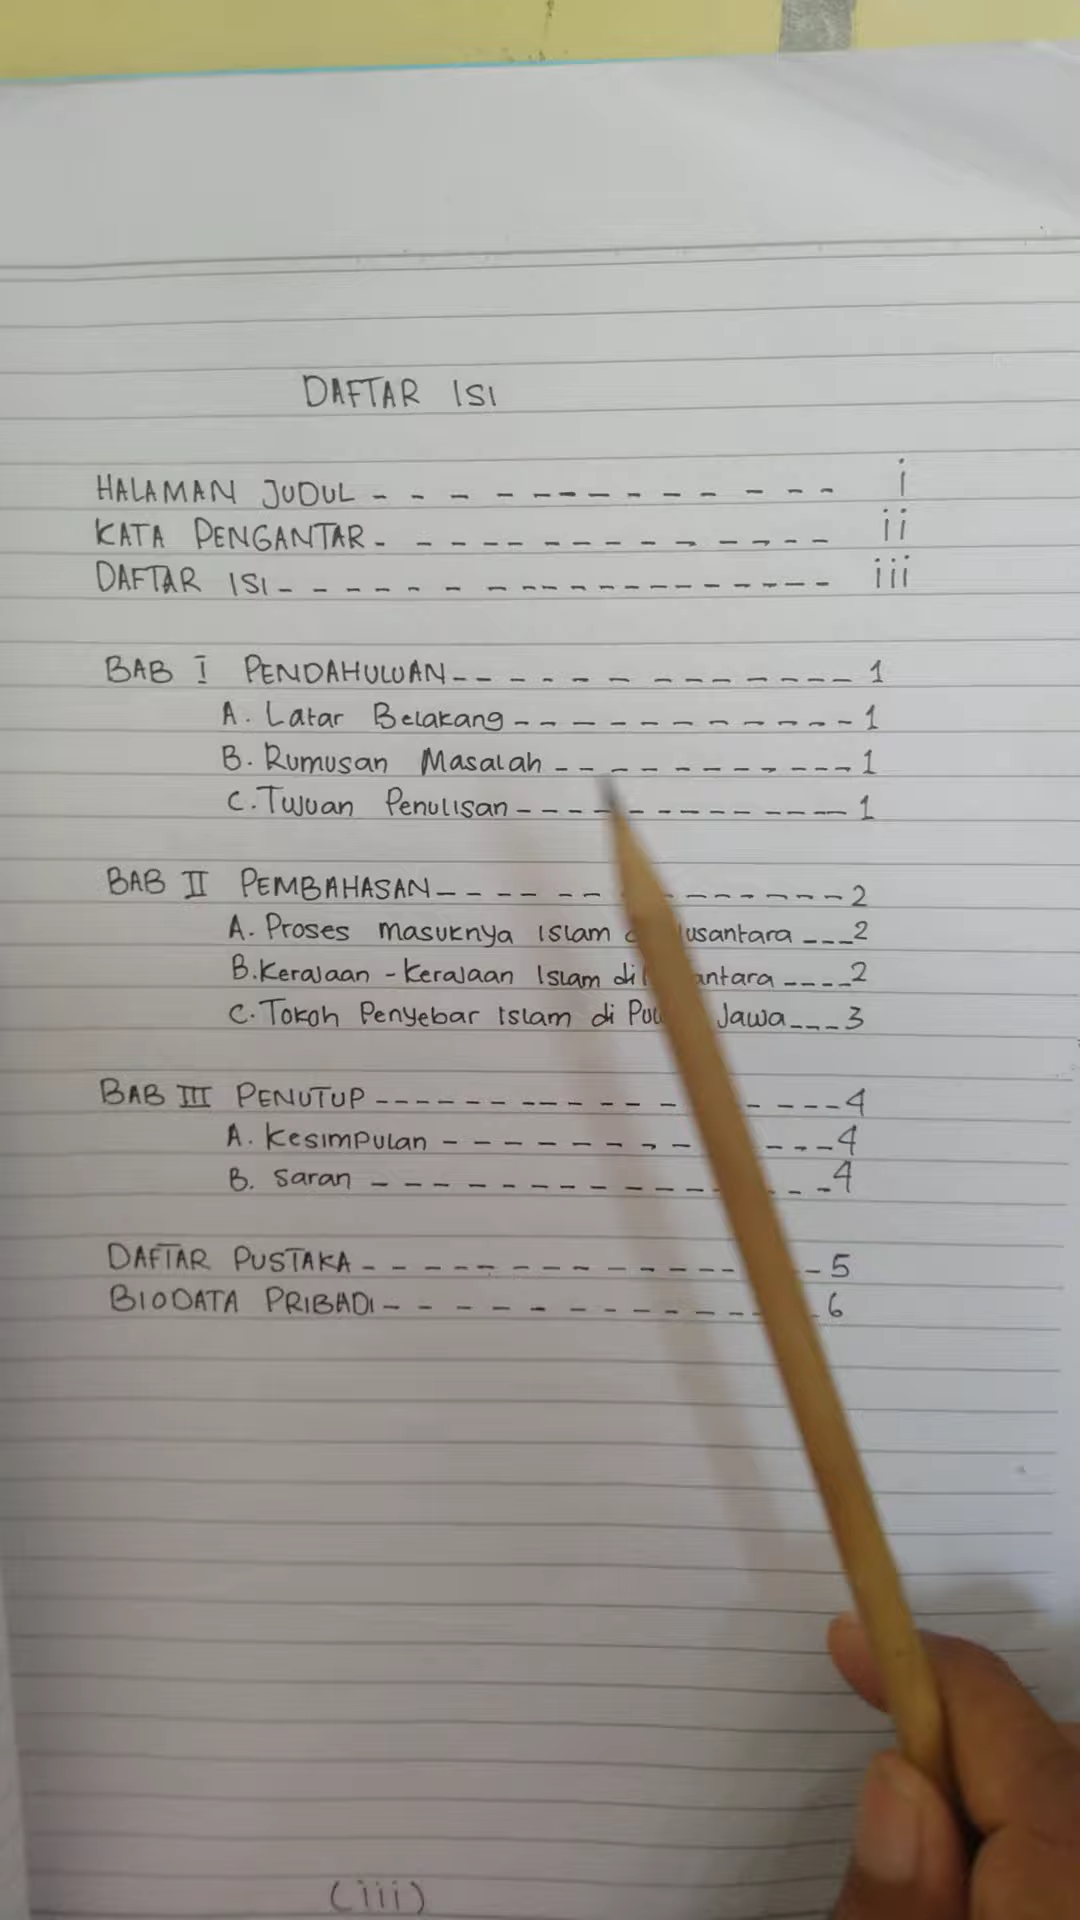 DAFTAR ISI
HALAMAN JUDUL - - - - - - - - - - - - i
KATA PENGANTAR - - - - - - - - - - - - ii
DAFTAR ISI - - - - - - - - - - - - - - - iii
BAB I PENDAHULUAN - - - - - - - - - - - - 1
A. Latar Belakang - - - - - - - - - - - - 1
B. Rumusan Masalah - - - - - - - - - - - 1
C. Tujuan Penulisan - - - - - - - - - - - - 1
BAB II PEMBAHASAN - - - - - - - - - - - - 2
A. Proses masuknya Islam usantara - - - 2
B. Kerajaan - Kerajaan Islam di antara - - - - 2
C. Tokoh Penyebar Islam di Jawa - - - 3
BAB III PENUTUP - - - - - - - - - - - - - - 4
A. Kesimpulan - - - - - - - - - - - 4
B. Saran - - - - - - - - - - - - - - 4
DAFTAR PUSTAKA - - - - - - - - - - - - - 5
BIODATA PRIBADI - - - - - - - - - - - - 6
(iii)